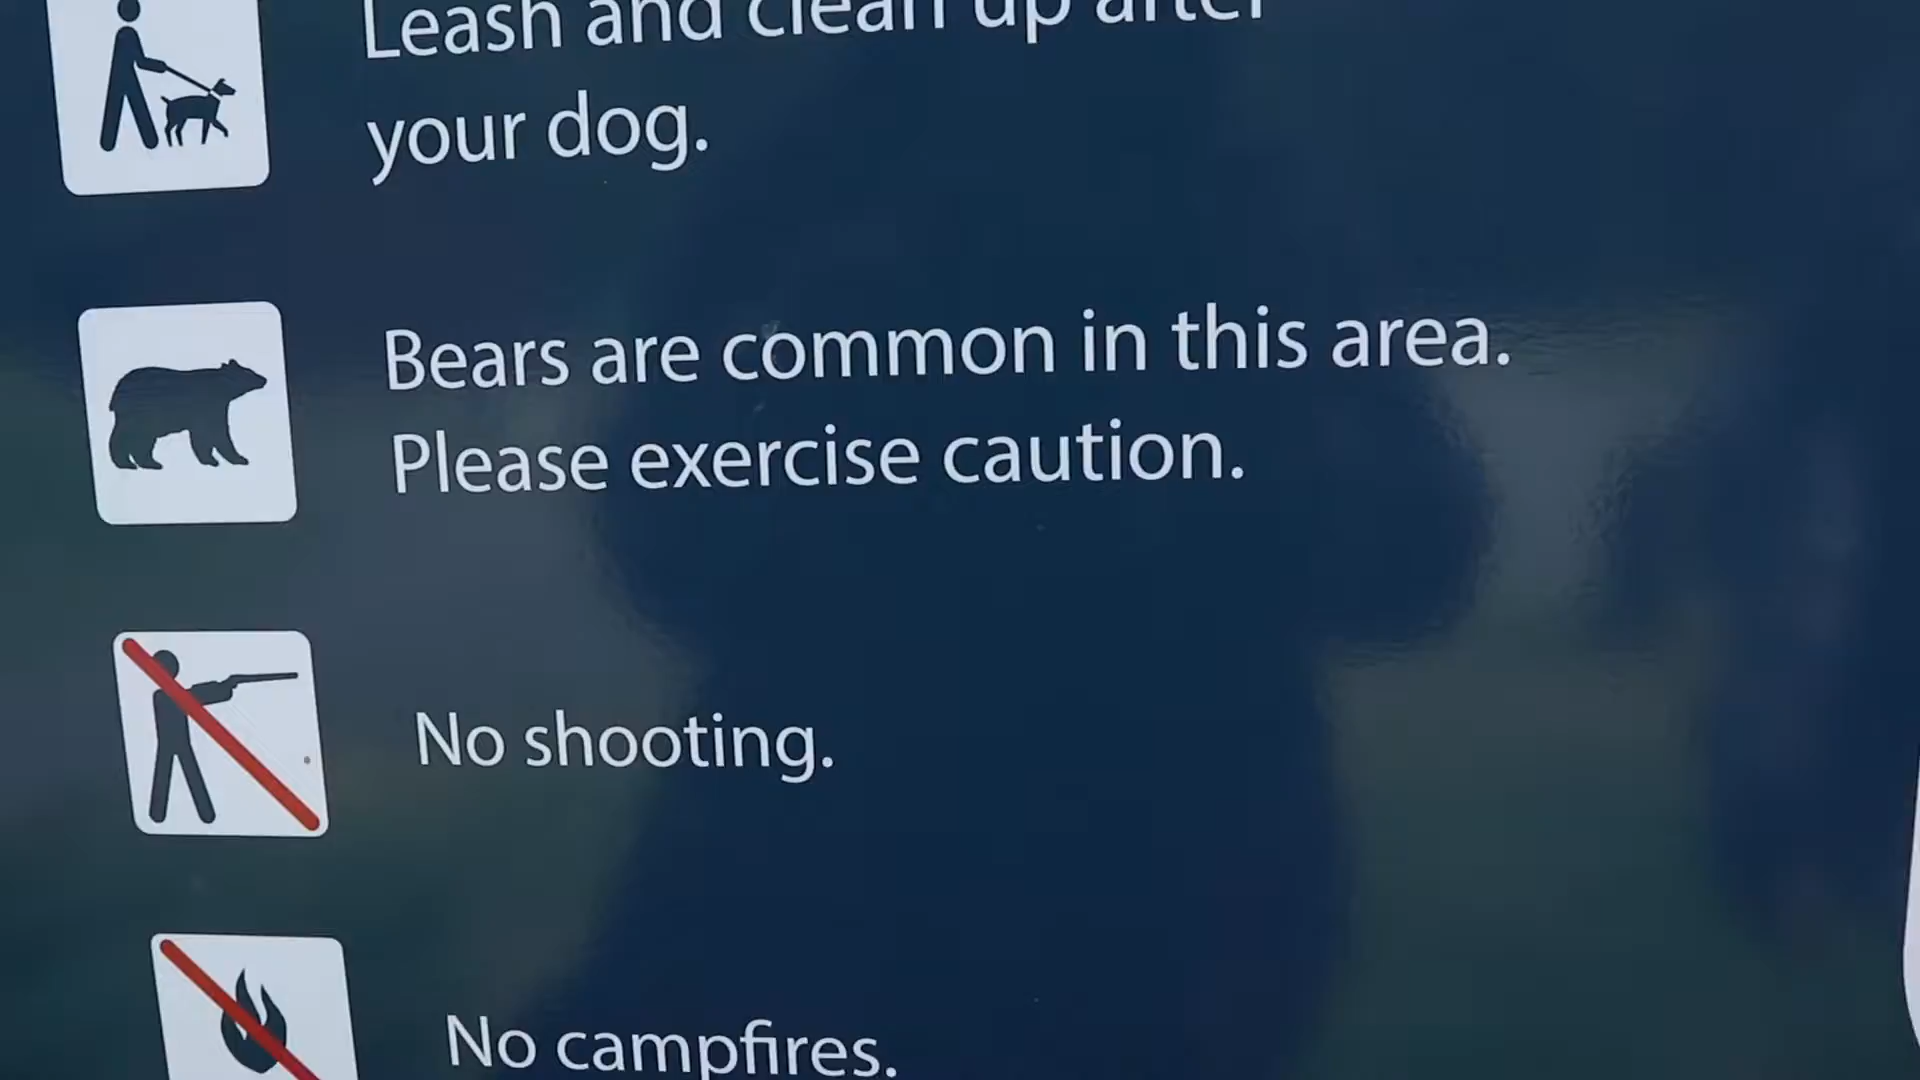 Leash and clean up after
your dog.
Bears are common in this area.
Please exercise caution.
No shooting.
No campfires.